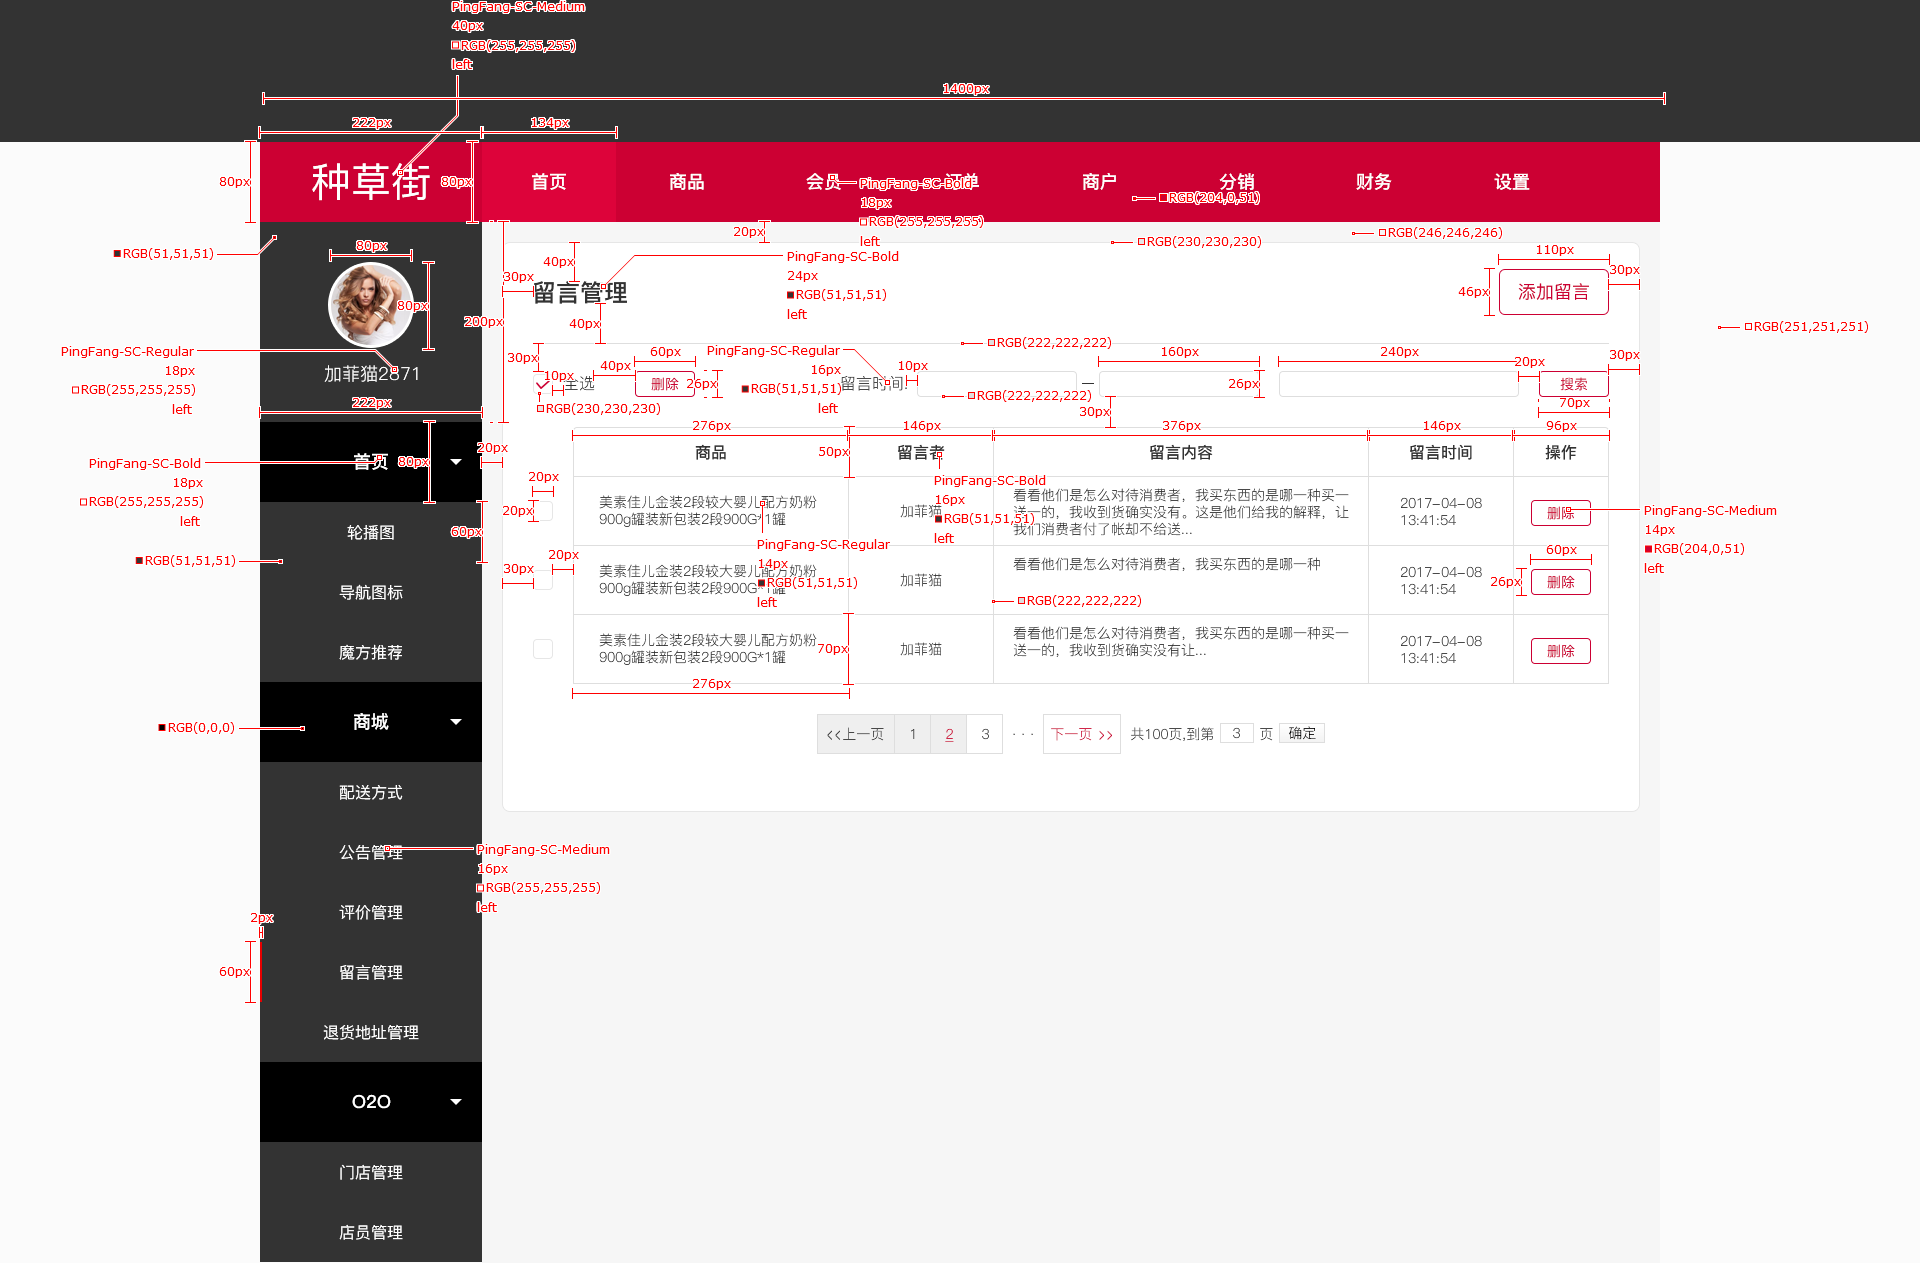 PingFang-SC-Medium
40px
RGB(255,255,255)
left
1400px
222px
134px
80px
种草街
80px
首页
商品
会员
订单
商户
分销
财务
设置
PingFang-SC-Bold
18px
RGB(255,255,255)
left
RGB(204,0,51)
20px
RGB(230,230,230)
RGB(246,246,246)
RGB(51,51,51)
80px
80px
40px
30px
留言管理
PingFang-SC-Bold
24px
RGB(51,51,51)
left
110px
30px
46px
添加留言
200px
40px
RGB(251,251,251)
PingFang-SC-Regular
18px
RGB(255,255,255)
left
加菲猫2871
222px
30px
10px
全选
40px
60px
删除
26px
PingFang-SC-Regular
16px
RGB(51,51,51)
left
留言时间:
10px
RGB(222,222,222)
RGB(222,222,222)
160px
26px
240px
20px
30px
搜索
70px
RGB(230,230,230)
30px
276px
146px
376px
146px
96px
50px
商品
留言者
留言内容
留言时间
操作
PingFang-SC-Bold
18px
RGB(255,255,255)
left
首页
80px
20px
20px
20px
美素佳儿金装2段较大婴儿配方奶粉
900g罐装新包装2段900G*1罐
加菲猫
看看他们是怎么对待消费者，我买东西的是哪一种买一
送一的，我收到货确实没有。这是他们给我的解释，让
我们消费者付了帐却不给送...
2017-04-08
13:41:54
删除
PingFang-SC-Bold
16px
RGB(51,51,51)
left
PingFang-SC-Medium
14px
RGB(204,0,51)
left
60px
轮播图
RGB(51,51,51)
PingFang-SC-Regular
14px
RGB(51,51,51)
left
20px
30px
美素佳儿金装2段较大婴儿配方奶粉
900g罐装新包装2段900G*1罐
加菲猫
看看他们是怎么对待消费者，我买东西的是哪一种
2017-04-08
13:41:54
60px
26px
删除
RGB(222,222,222)
导航图标
魔方推荐
美素佳儿金装2段较大婴儿配方奶粉
900g罐装新包装2段900G*1罐
70px
加菲猫
看看他们是怎么对待消费者，我买东西的是哪一种买一
送一的，我收到货确实没有让...
2017-04-08
13:41:54
删除
276px
RGB(0,0,0)
商城
<<上一页
1
2
3
···
下一页 >>
共100页,到第
3
页
确定
配送方式
公告管理
PingFang-SC-Medium
16px
RGB(255,255,255)
left
评价管理
2px
60px
留言管理
退货地址管理
O2O
门店管理
店员管理